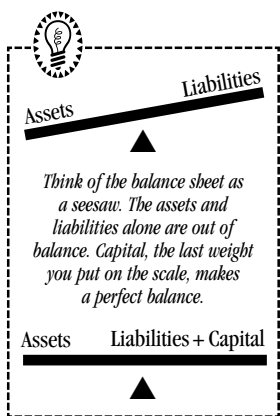 Assets Liabilities
Think of the balance sheet as
a seesaw. The assets and
liabilities alone are out of
balance. Capital, the last weight
you put on the scale, makes
a perfect balance.
Assets Liabilities + Capital